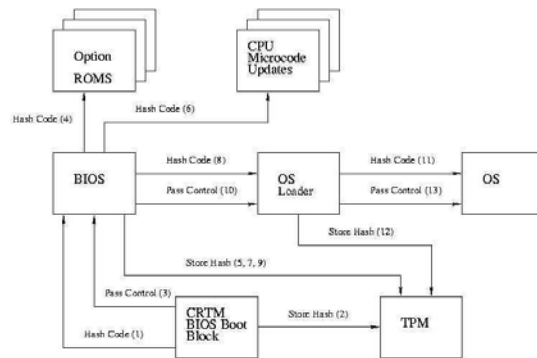 Option
ROMS
CPU
Microcode
Updates
Hash Code (4)
Hash Code (6)
BIOS
Hash Code (8)
Pass Control (10)
OS
Loader
Hash Code (11)
Pass Control (13)
OS
Store Hash (12)
Store Hash (5, 7, 9)
Pass Control (3)
Hash Code (1)
CRTM
BIOS Boot
Block
Store Hash (2)
TPM